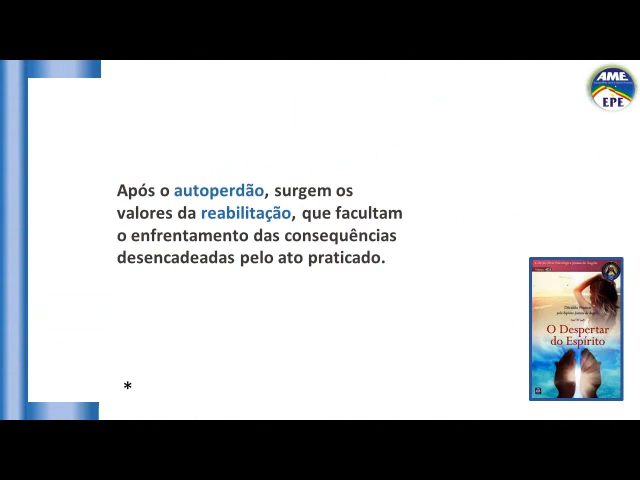 AME
EPE
Após o autoperdão, surgem os
valores da reabilitação, que facultam
o enfrentamento das consequências
desencadeadas pelo ato praticado.
O Despertar
do Espírito
*